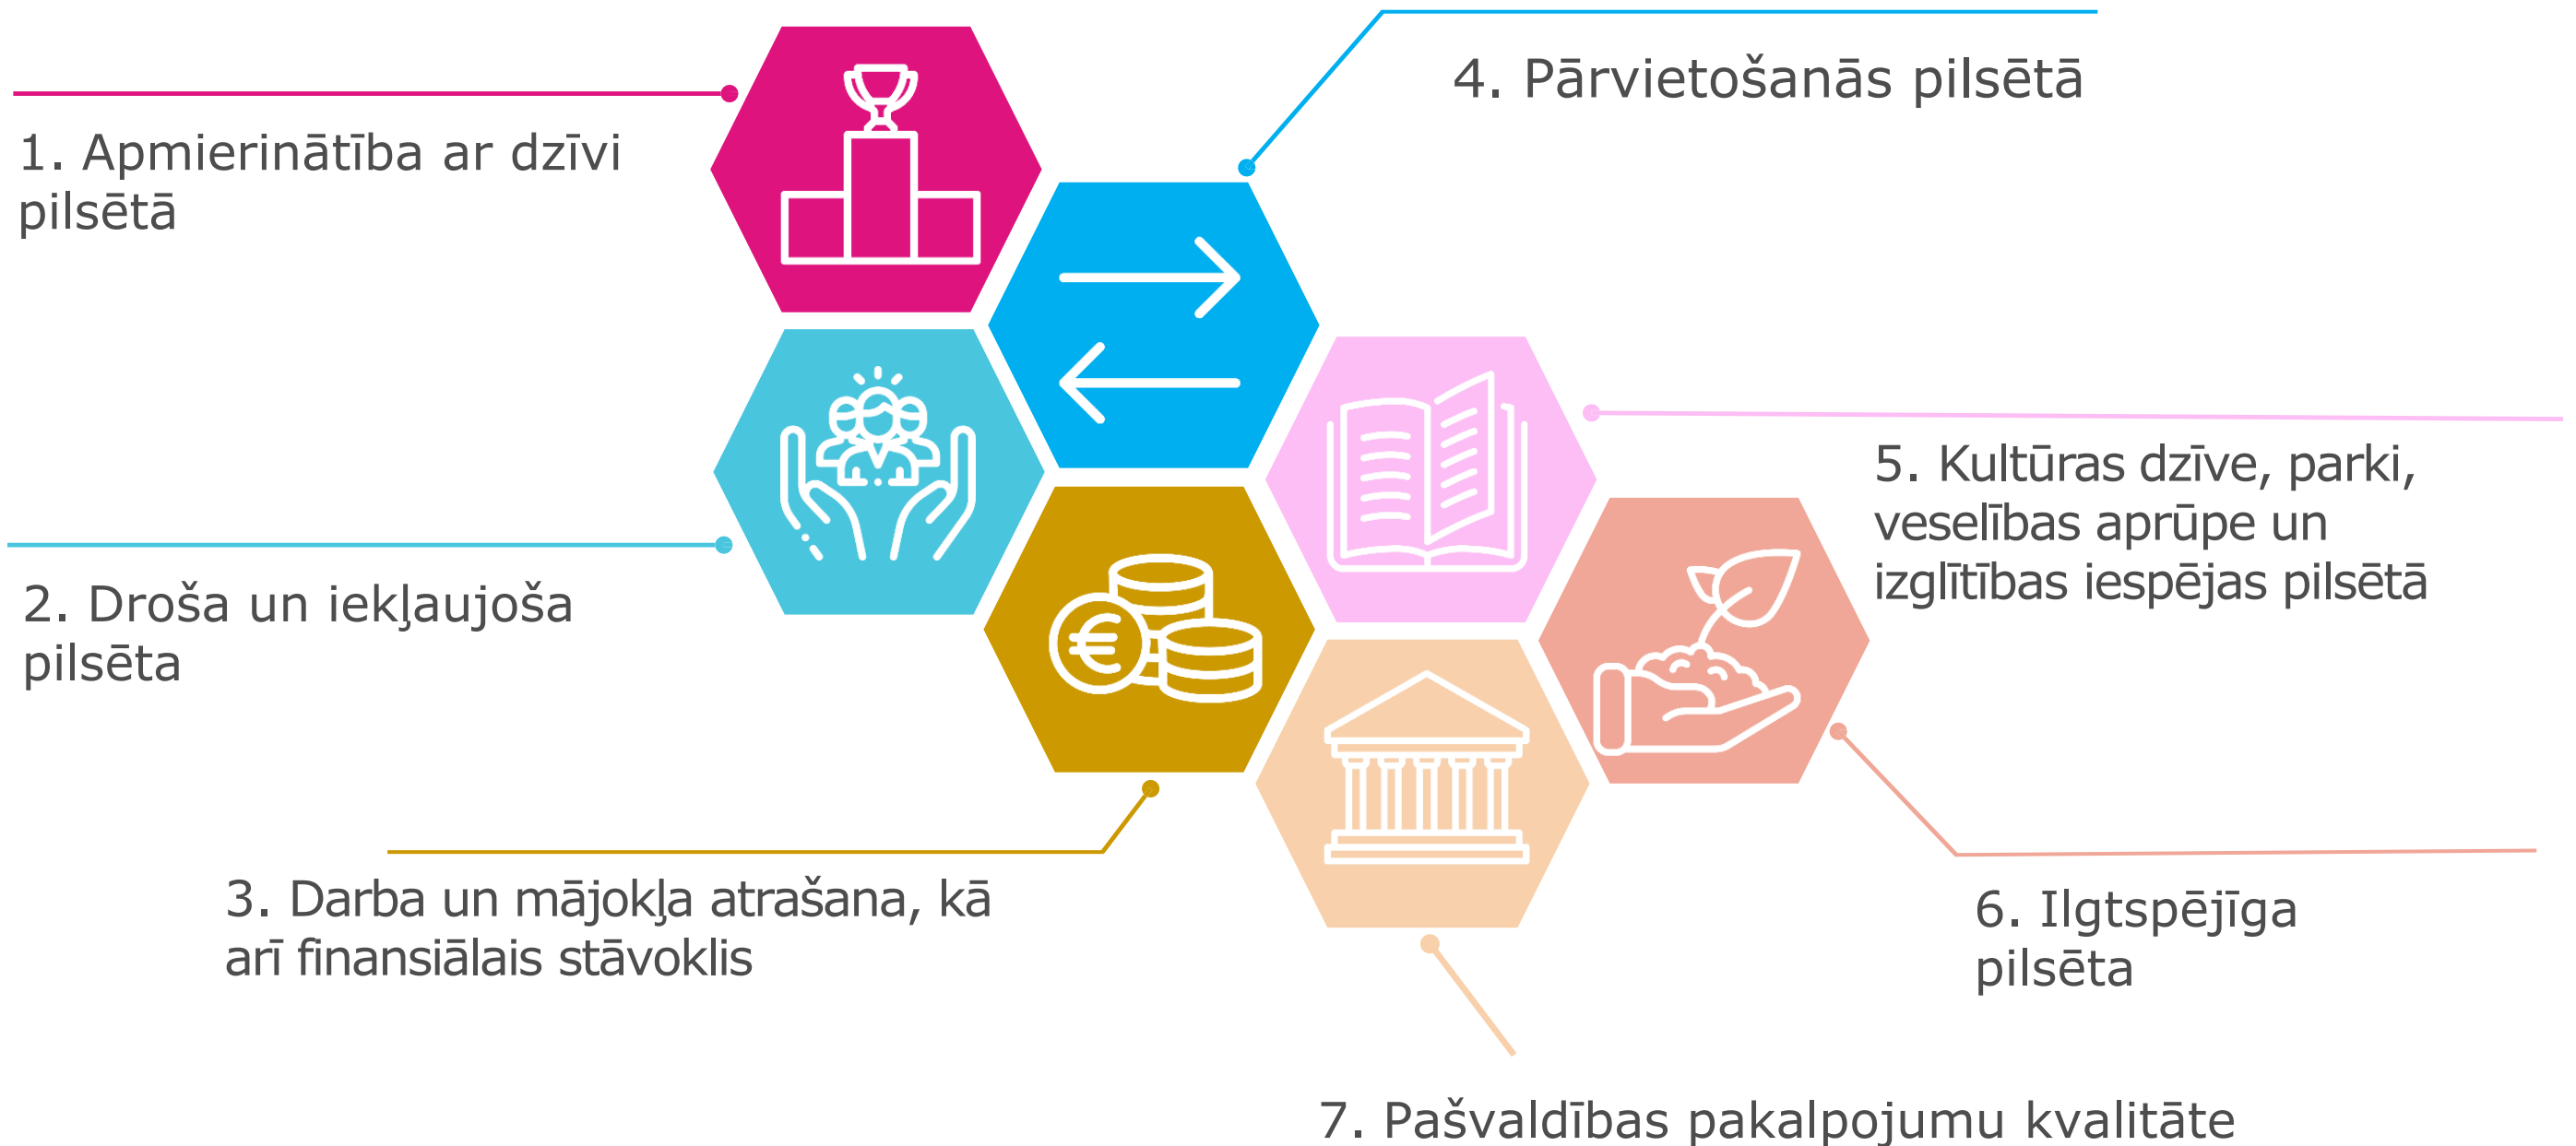 1. Apmierinātība ar dzīvi
pilsētā
2. Droša un iekļaujoša
pilsēta
3. Darba un mājokļa atrašana, kā
arī finansiālais stāvoklis
4. Pārvietošanās pilsētā
5. Kultūras dzīve, parki,
veselības aprūpe un
izglītības iespējas pilsētā
6. Ilgtspējīga
pilsēta
7. Pašvaldības pakalpojumu kvalitāte